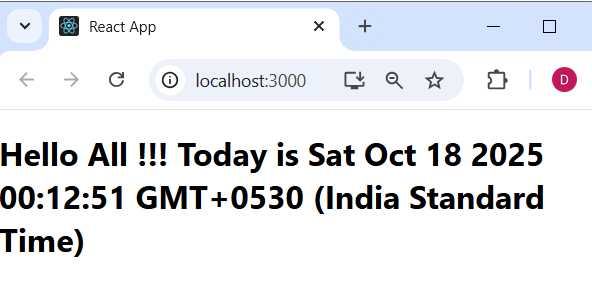 React App
localhost:3000
D
Hello All !!! Today is Sat Oct 18 2025
00:12:51 GMT+0530 (India Standard
Time)